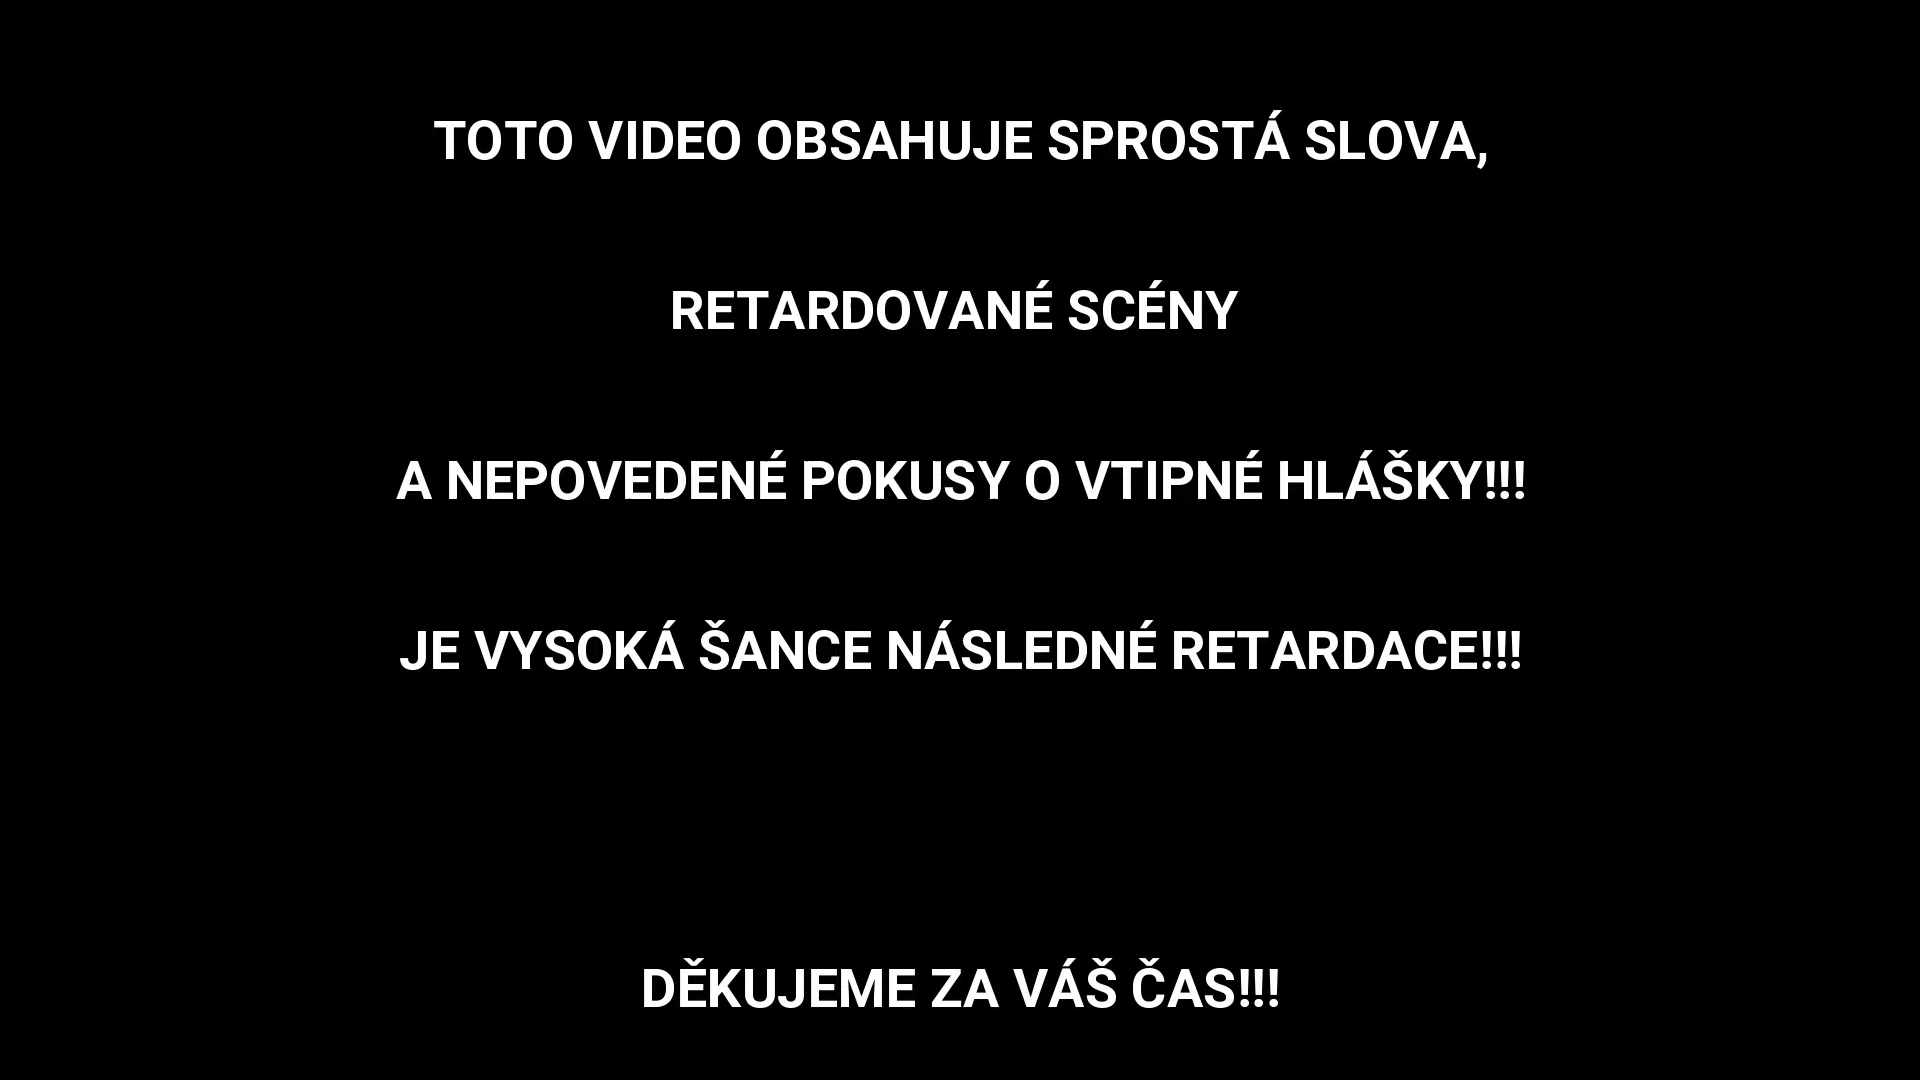 TOTO VIDEO OBSAHUJE SPROSTÁ SLOVA,
RETARDOVANÉ SCÉNY
A NEPOVEDENÉ POKUSY O VTIPNÉ HLÁŠKY!!!
JE VYSOKÁ ŠANCE NÁSLEDNÉ RETARDACE!!!
DĚKUJEME ZA VÁŠ ČAS!!!